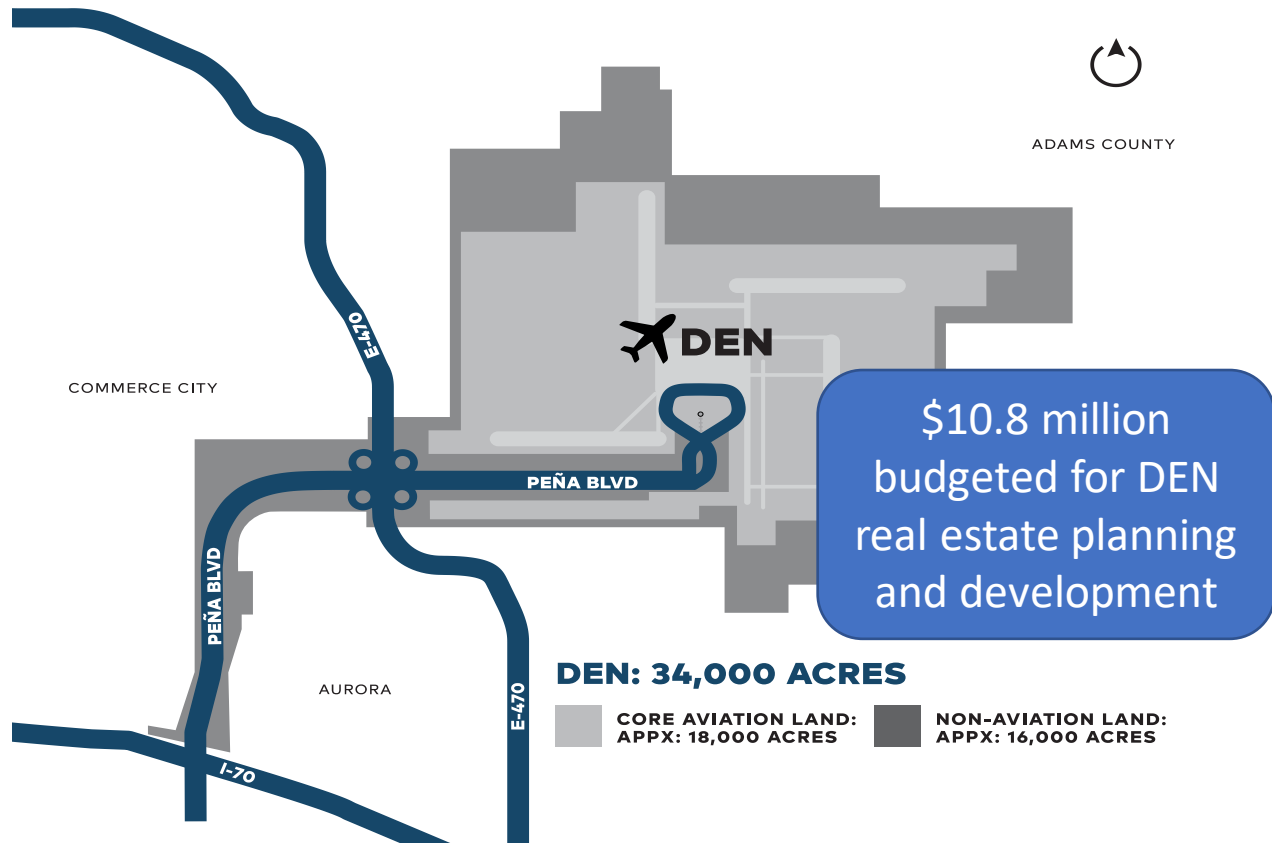 ADAMS COUNTY
E-470
DEN
COMMERCE CITY
$10.8 million
budgeted for DEN
real estate planning
and development
PEÑA BLVD
PEÑA BLVD
AURORA
E-470
DEN: 34,000 ACRES
CORE AVIATION LAND:
APPX: 18,000 ACRES
NON-AVIATION LAND:
APPX: 16,000 ACRES
I-70